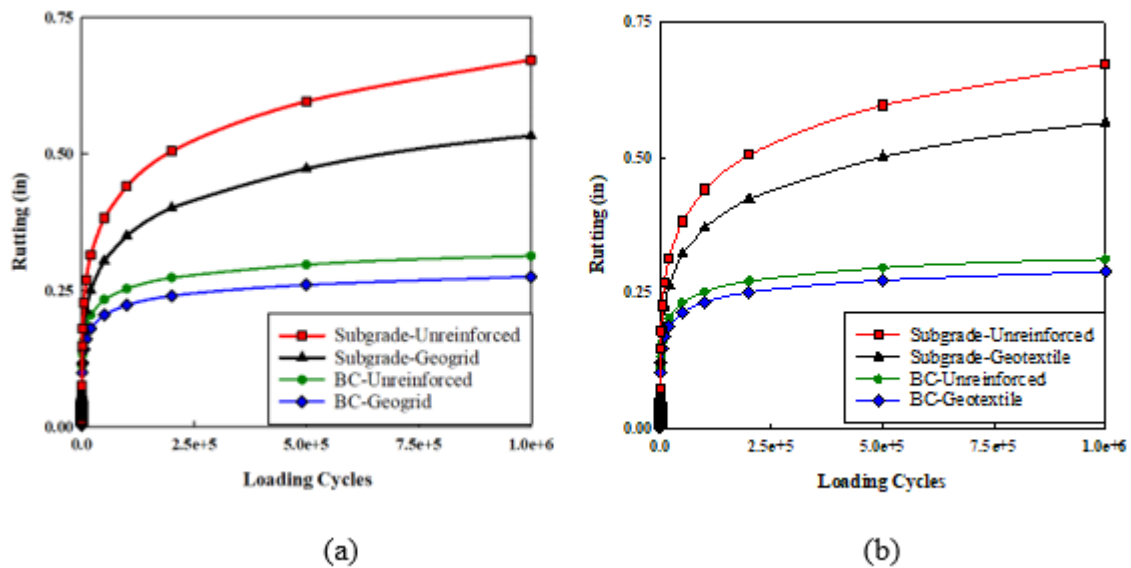 0.75
0.50
0.25
0.00
Rutting (in)
0.0
2.5e+5
5.0e+5
7.5e+5
1.0e+6
Loading Cycles
Subgrade-Unreinforced
Subgrade-Geogrid
BC-Unreinforced
BC-Geogrid
(a)
0.75
0.50
0.25
0.00
Rutting (in)
0.0
2.5e+5
5.0e+5
7.5e+5
1.0e+6
Loading Cycles
Subgrade-Unreinforced
Subgrade-Geotextile
BC-Unreinforced
BC-Geotextile
(b)